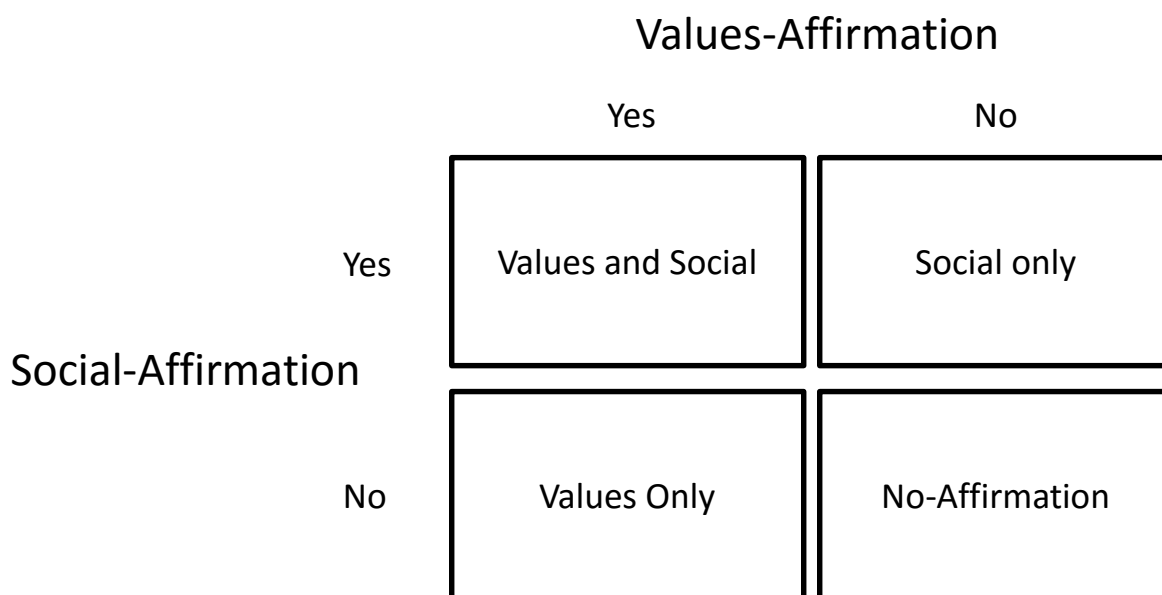 Values-Affirmation
Yes No
Yes Values and Social Social only
Social-Affirmation
No Values Only No-Affirmation